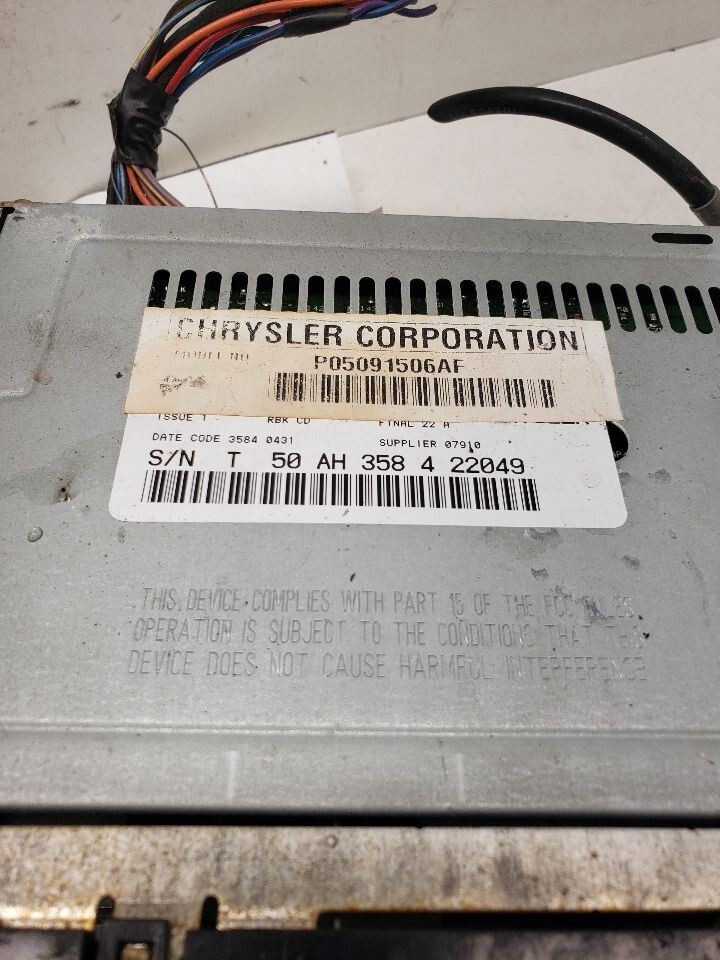 CHRYSLER CORPORATION
MODEL NO
P05091506AF
ISSUE 1 RBK CD FINAL 22 A
DATE CODE 3584 0431 SUPPLIER 07910
S/N T 50 AH 358 4 22049
THIS DEVICE COMPLIES WITH PART 15 OF THE FCC RULES
OPERATION IS SUBJECT TO THE CONDITIONS THAT THIS
DEVICE DOES NOT CAUSE HARMFUL INTERFERENCE